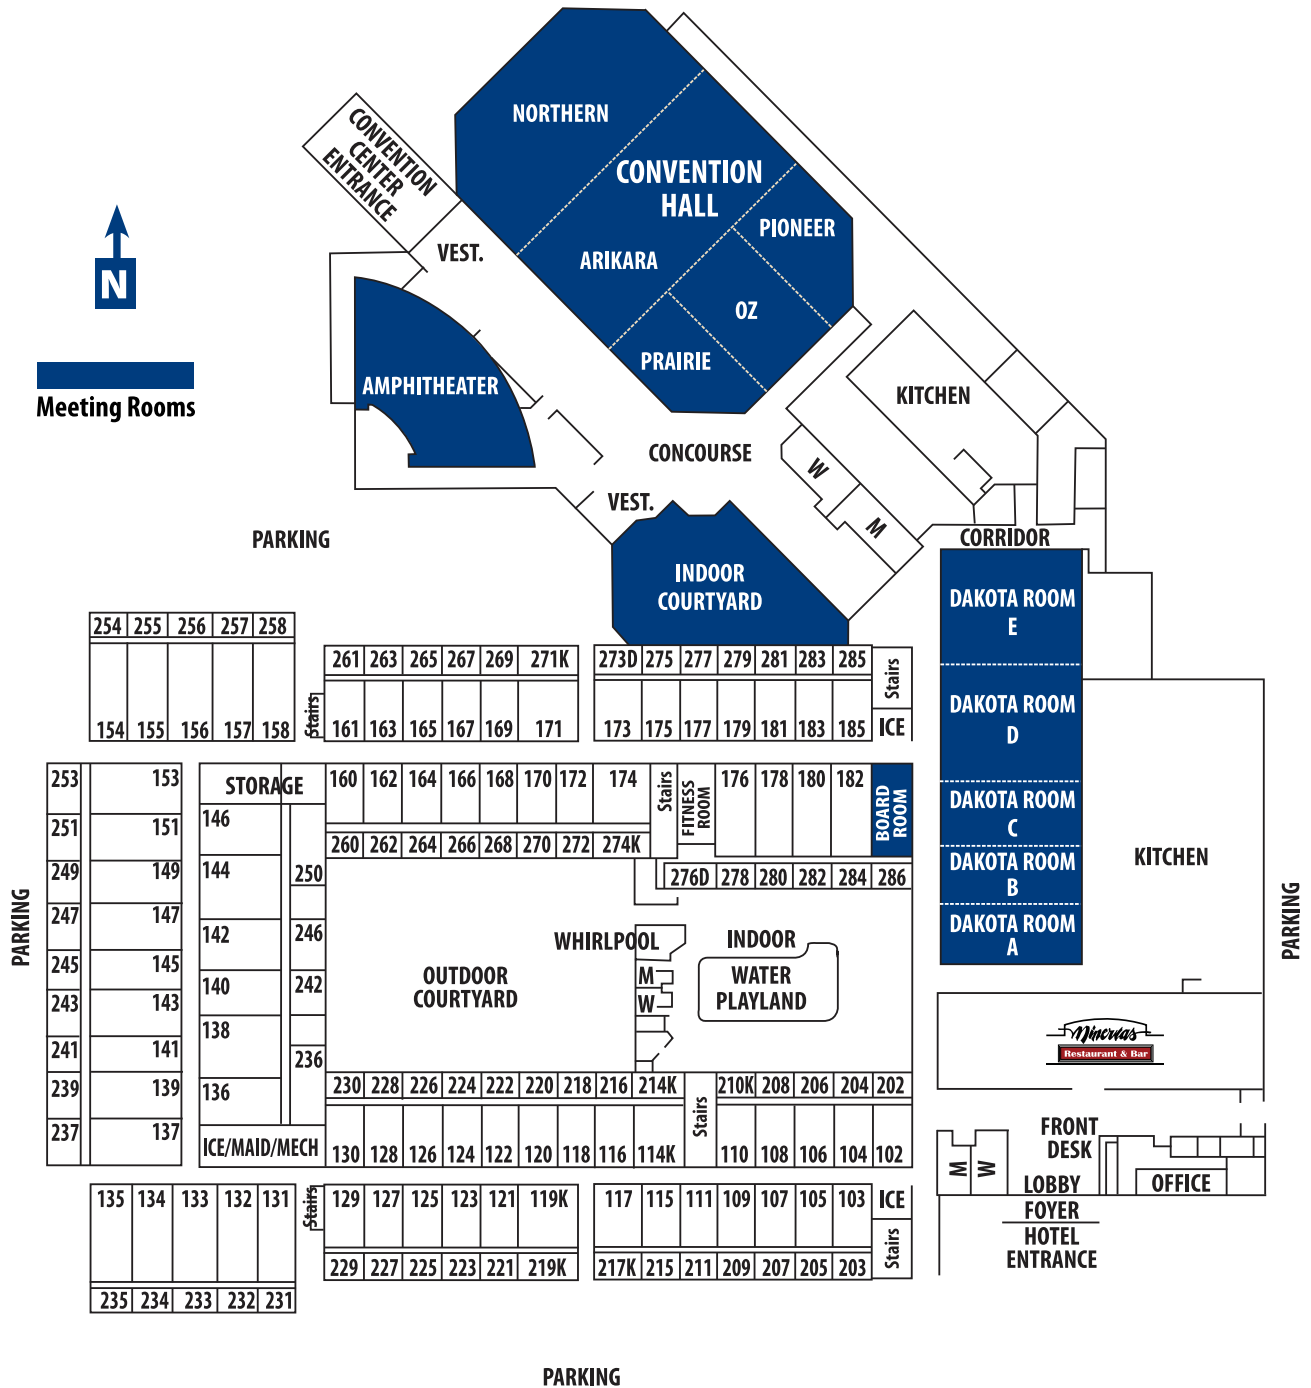 NORTHERN
CONVENTION
HALL
PIONEER
ARIKARA
OZ
PRAIRIE
CONVENTION
CENTER
ENTRANCE
VEST.
N
Meeting Rooms
AMPHITHEATER
KITCHEN
CONCOURSE
W
M
VEST.
PARKING
CORRIDOR
INDOOR
COURTYARD
DAKOTA ROOM
E
DAKOTA ROOM
D
DAKOTA ROOM
C
DAKOTA ROOM
B
DAKOTA ROOM
A
KITCHEN
PARKING
254 255 256 257 258
154 155 156 157 158
Stairs
261 263 265 267 269 271K
161 163 165 167 169 171
273D 275 277 279 281 283 285
173 175 177 179 181 183 185
Stairs
ICE
253 153
251 151
249 149
247 147
245 145
243 143
241 141
239 139
237 137
PARKING
STORAGE
146
144
142
140
138
136
250
246
242
236
ICE/MAID/MECH
160 162 164 166 168 170 172 174
260 262 264 266 268 270 272 274K
Stairs
FITNESS
ROOM
176 178 180 182
BOARD
ROOM
276D 278 280 282 284 286
WHIRLPOOL
M
W
INDOOR
WATER
PLAYLAND
OUTDOOR
COURTYARD
230 228 226 224 222 220 218 216 214K
130 128 126 124 122 120 118 116 114K
Stairs
210K 208 206 204 202
110 108 106 104 102
Minervas
Restaurant & Bar
FRONT
DESK
M
W
LOBBY
OFFICE
FOYER
HOTEL
ENTRANCE
135 134 133 132 131
235 234 233 232 231
Stairs
129 127 125 123 121 119K
229 227 225 223 221 219K
117 115 111 109 107 105 103
217K 215 211 209 207 205 203
ICE
Stairs
PARKING